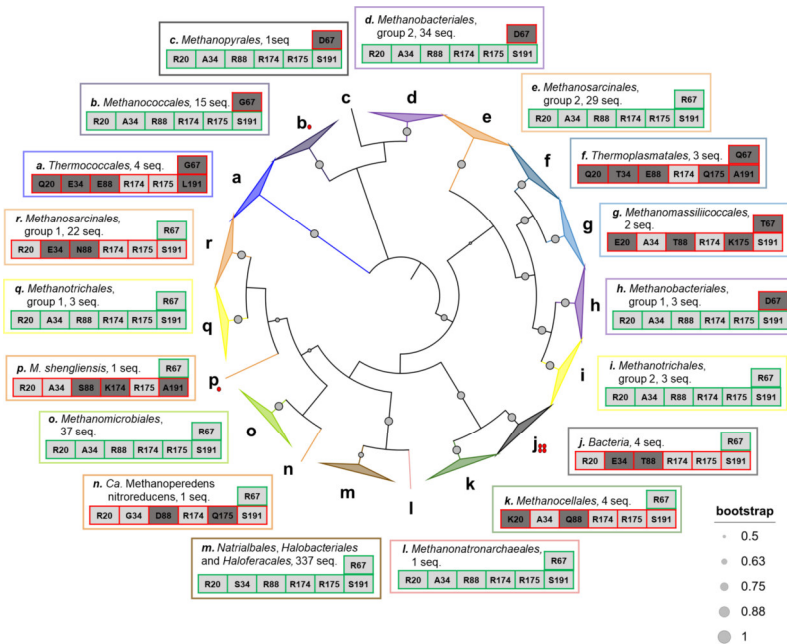 c. Methanopyrales, 1seq
D67
R20 A34 R88 R174 R175 S191
d. Methanobacteriales,
group 2, 34 seq.
D67
R20 A34 R88 R174 R175 S191
b. Methanococcales, 15 seq.
G67
R20 A34 R88 R174 R175 S191
e. Methanosarcinales,
group 2, 29 seq.
R67
R20 A34 R88 R174 R175 S191
a. Thermococcales, 4 seq.
G67
Q20 E34 E88 R174 R175 L191
f. Thermoplasmatales, 3 seq.
Q67
Q20 T34 E88 R174 Q175 A191
r. Methanosarcinales,
group 1, 22 seq.
R67
R20 E34 N88 R174 R175 S191
g. Methanomassiliicoccales,
2 seq.
T67
E20 A34 T88 R174 K175 S191
q. Methanotrichales,
group 1, 3 seq.
R67
R20 A34 R88 R174 R175 S191
h. Methanobacteriales,
group 1, 3 seq.
D67
R20 A34 R88 R174 R175 S191
p. M. shengliensis, 1 seq.
R67
R20 A34 S88 K174 R175 A191
i. Methanotrichales,
group 2, 3 seq.
R67
R20 A34 R88 R174 R175 S191
o. Methanomicrobiales,
37 seq.
R67
R20 A34 R88 R174 R175 S191
j. Bacteria, 4 seq.
R67
R20 E34 T88 R174 R175 S191
n. Ca. Methanoperedens
nitroreducens, 1 seq.
R67
R20 G34 D88 R174 Q175 S191
k. Methanocellales, 4 seq.
R67
K20 A34 Q88 R174 R175 S191
m. Natrialbales, Halobacteriales
and Haloferacales, 337 seq.
R67
R20 S34 R88 R174 R175 S191
l. Methanonatronarchaeales,
1 seq.
R67
R20 A34 R88 R174 R175 S191
a
b
c
d
e
f
g
h
i
j
k
l
m
n
o
p
q
r
bootstrap
0.5
0.63
0.75
0.88
1